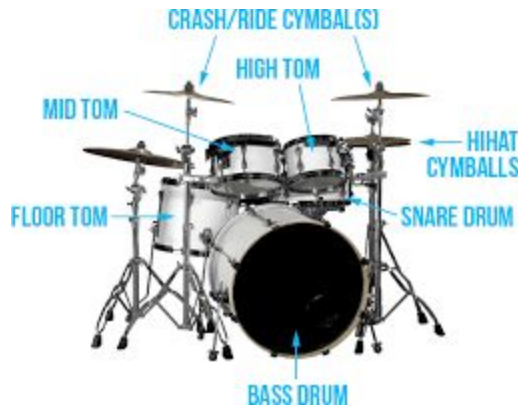 CRASH/RIDE CYMBAL(S)
HIGH TOM
MID TOM
HIHAT
CYMBALLS
FLOOR TOM
SNARE DRUM
BASS DRUM